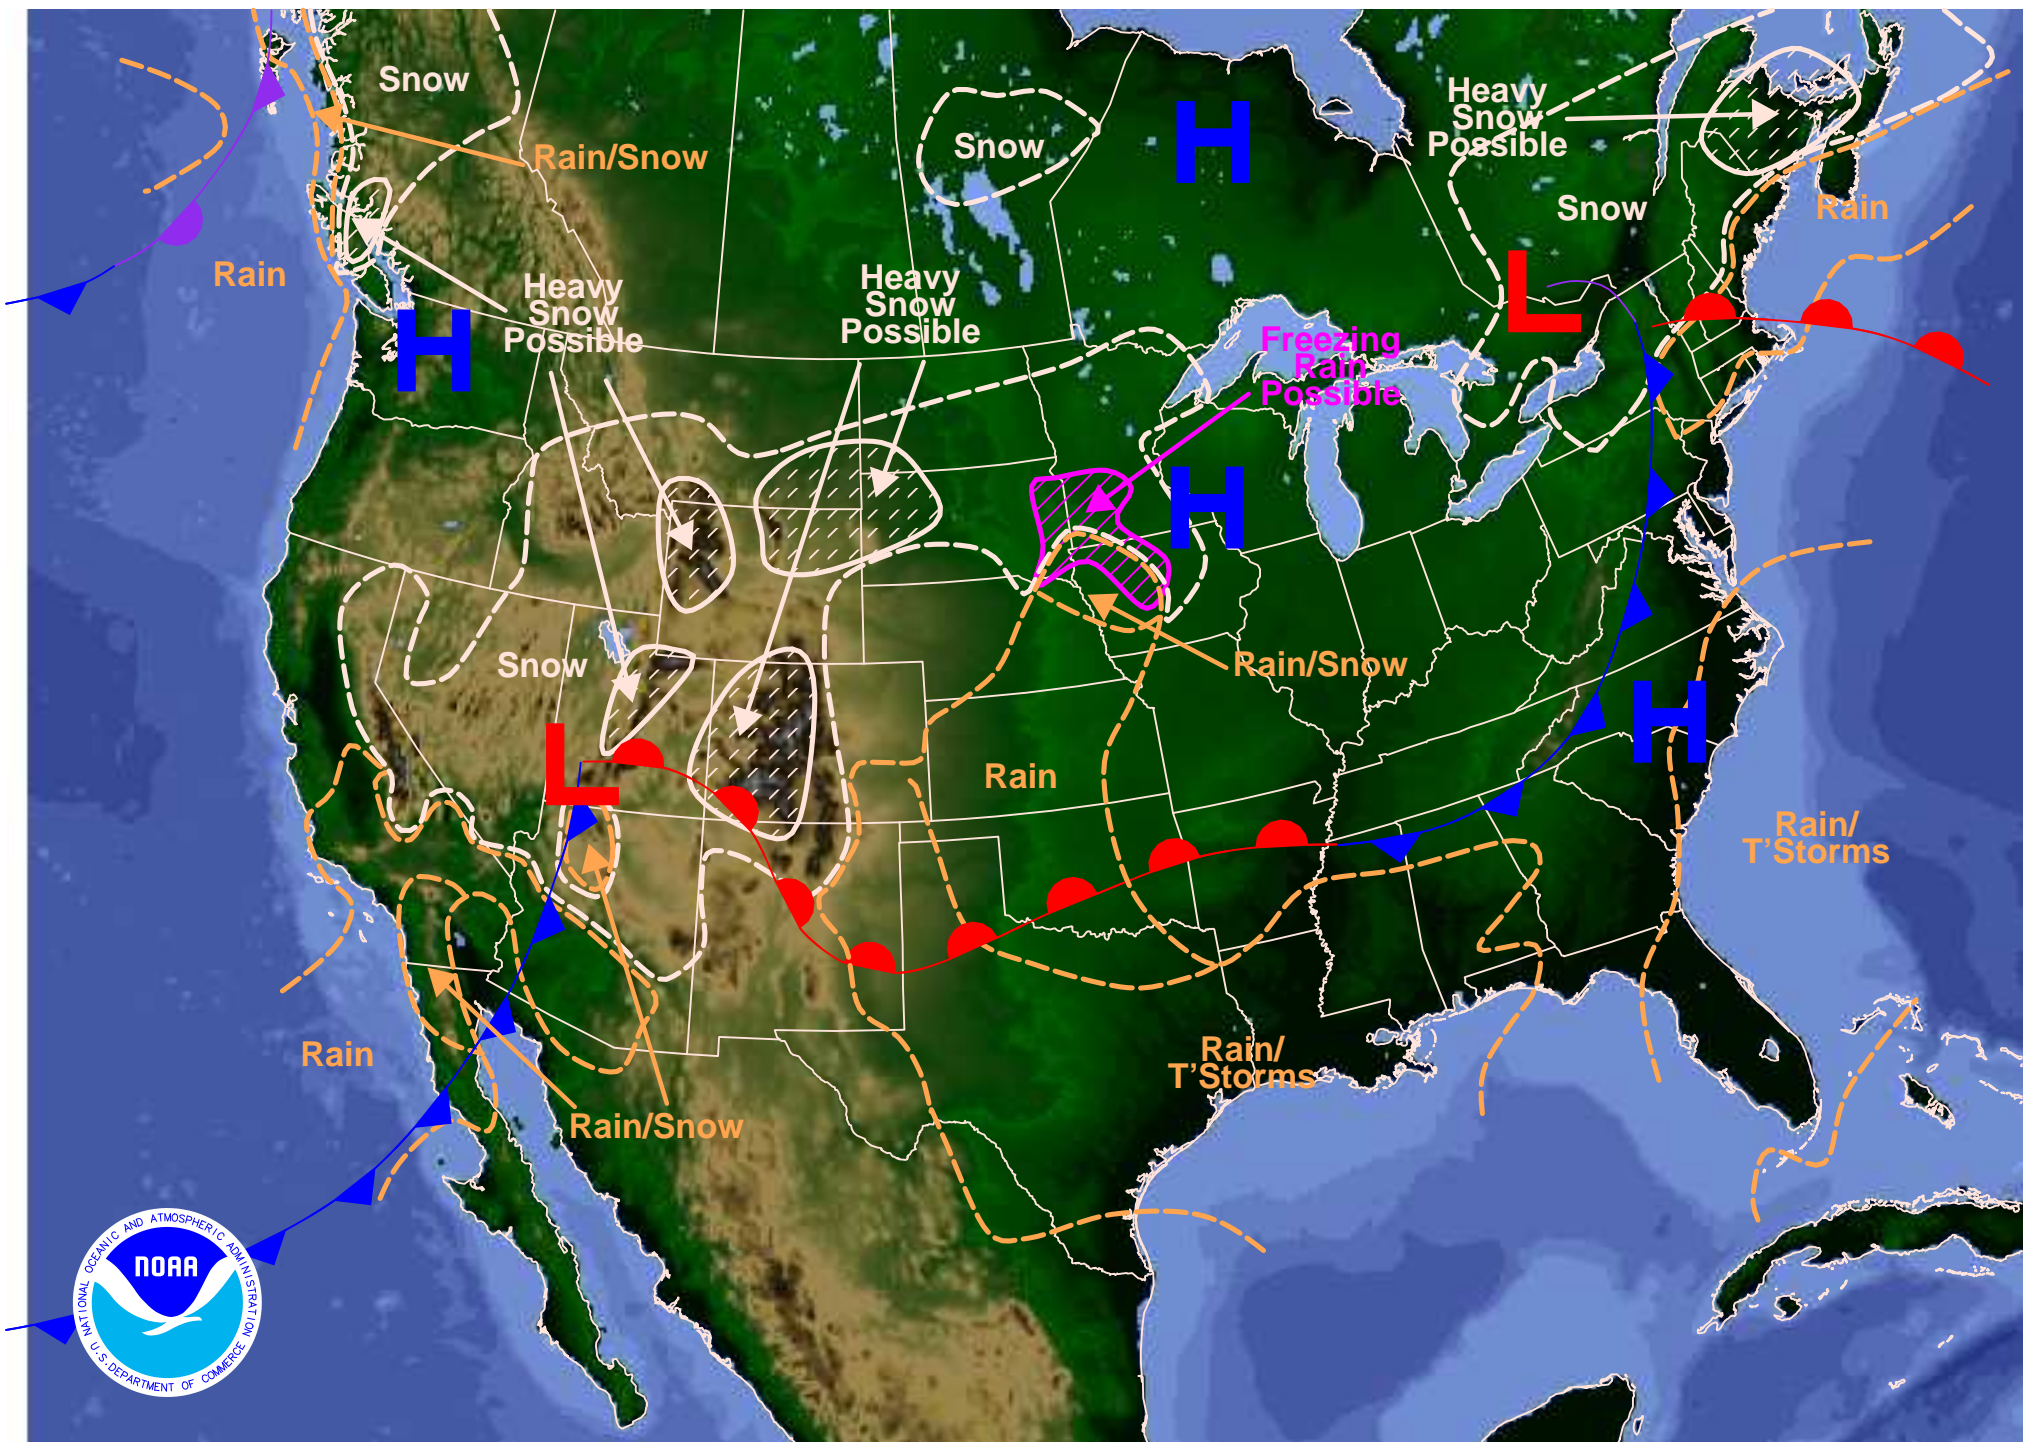 Snow
Heavy
Snow
Possible
H
Rain/Snow
Snow
Snow
Rain
Rain
L
Heavy
Snow
Possible
Heavy
Snow
Possible
H
Freezing
Rain
Possible
H
Snow
Rain/Snow
H
L
Rain
Rain/
T'Storms
Rain
Rain/
T'Storms
Rain/Snow
NATIONAL OCEANIC AND ATMOSPHERIC ADMINISTRATION
NOAA
U.S. DEPARTMENT OF COMMERCE